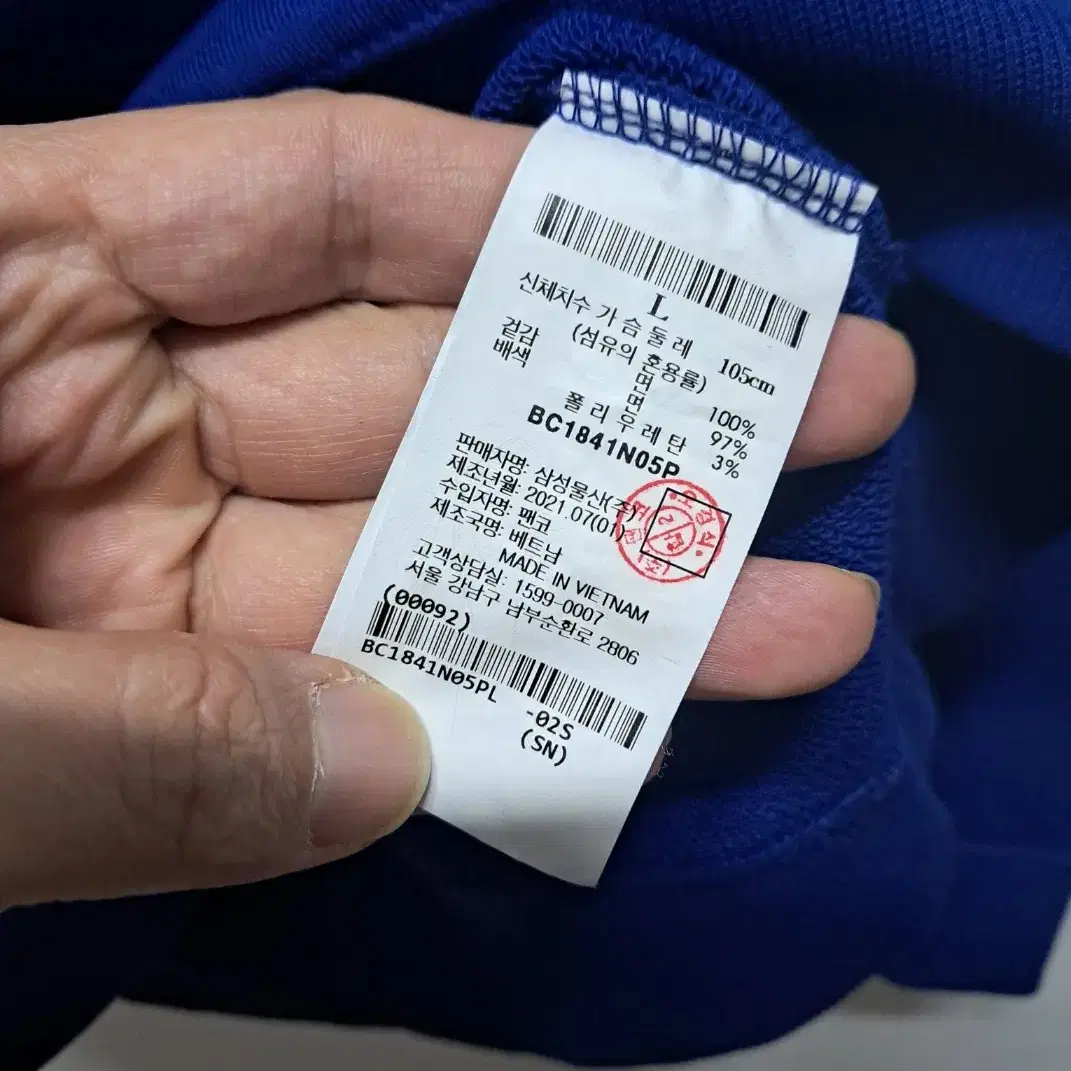 L
신체치수 가슴둘레 105cm
(섬유의 혼용률)
겉감 면 100%
배색 면 97%
폴리우레탄 3%
BC1841N05P
판매자명: 삼성물산(주)
제조년월: 2021.07(01)
수입자명: 팬코
제조국명: 베트남
MADE IN VIETNAM
고객상담실: 1599-0007
서울 강남구 남부순환로 2806
(00092)
BC1841N05PL -02S
(SN)